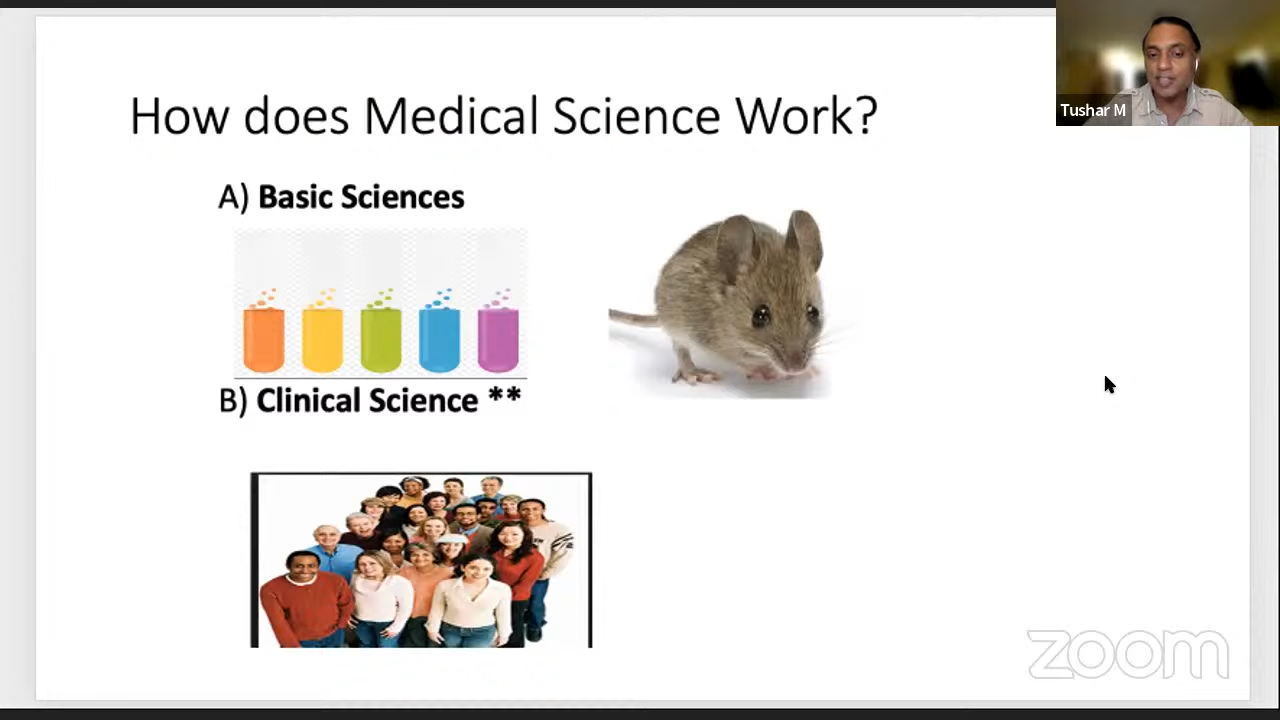 How does Medical Science Work?
Tushar M
A) Basic Sciences
B) Clinical Science **
zoom